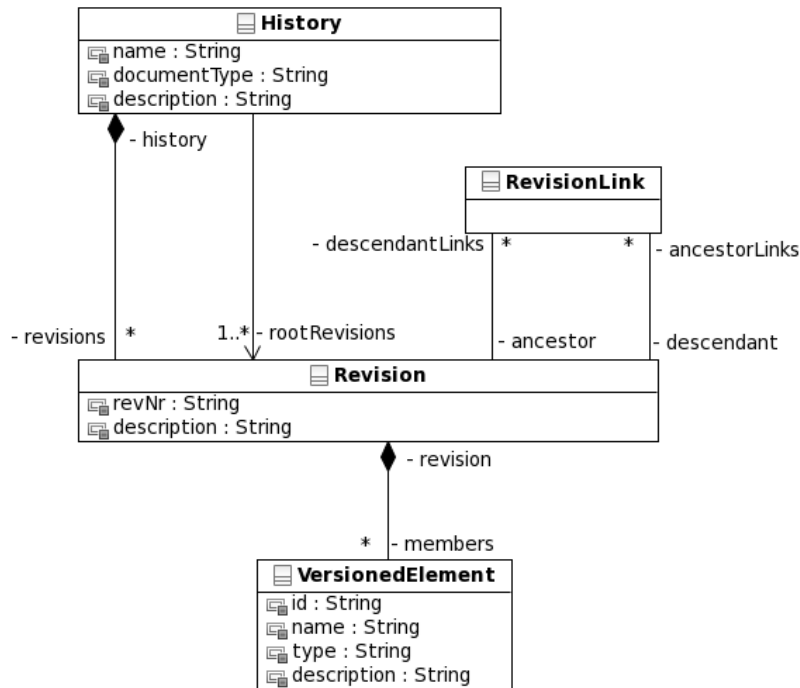 History
name : String
documentType : String
description : String
- history
RevisionLink
- descendantLinks * * - ancestorLinks
- revisions * 1..* - rootRevisions - ancestor - descendant
Revision
revNr : String
description : String
- revision
* - members
VersionedElement
id : String
name : String
type : String
description : String